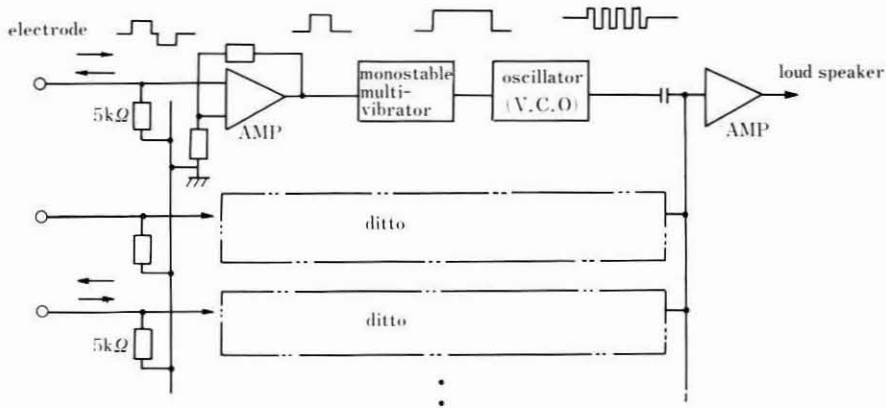 electrode
5kΩ
AMP
monostable
multi-
vibrator
oscillator
(V.C.O)
loud speaker
AMP
ditto
ditto
5kΩ